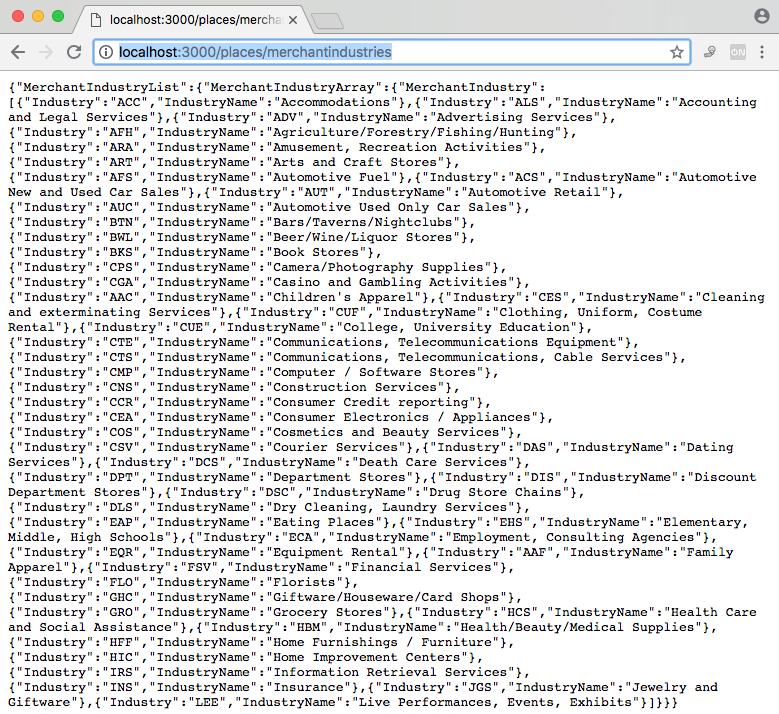 localhost:3000/places/mercha
localhost:3000/places/merchantindustries
ON
{"MerchantIndustryList":{"MerchantIndustryArray":{"MerchantIndustry":
[{"Industry":"ACC","IndustryName":"Accommodations"},{"Industry":"ALS","IndustryName":"Accounting
and Legal Services"},{"Industry":"ADV","IndustryName":"Advertising Services"},
{"Industry":"AFH","IndustryName":"Agriculture/Forestry/Fishing/Hunting"},
{"Industry":"ARA","IndustryName":"Amusement, Recreation Activities"},
{"Industry":"ART","IndustryName":"Arts and Craft Stores"},
{"Industry":"AFS","IndustryName":"Automotive Fuel"},{"Industry":"ACS","IndustryName":"Automotive
New and Used Car Sales"},{"Industry":"AUT","IndustryName":"Automotive Retail"},
{"Industry":"AUC","IndustryName":"Automotive Used Only Car Sales"},
{"Industry":"BTN","IndustryName":"Bars/Taverns/Nightclubs"},
{"Industry":"BWL","IndustryName":"Beer/Wine/Liquor Stores"},
{"Industry":"BKS","IndustryName":"Book Stores"},
{"Industry":"CPS","IndustryName":"Camera/Photography Supplies"},
{"Industry":"CGA","IndustryName":"Casino and Gambling Activities"},
{"Industry":"AAC","IndustryName":"Children's Apparel"},{"Industry":"CES","IndustryName":"Cleaning
and exterminating Services"},{"Industry":"CUF","IndustryName":"Clothing, Uniform, Costume
Rental"},{"Industry":"CUE","IndustryName":"College, University Education"},
{"Industry":"CTE","IndustryName":"Communications, Telecommunications Equipment"},
{"Industry":"CTS","IndustryName":"Communications, Telecommunications, Cable Services"},
{"Industry":"CMP","IndustryName":"Computer / Software Stores"},
{"Industry":"CNS","IndustryName":"Construction Services"},
{"Industry":"CCR","IndustryName":"Consumer Credit reporting"},
{"Industry":"CEA","IndustryName":"Consumer Electronics / Appliances"},
{"Industry":"COS","IndustryName":"Cosmetics and Beauty Services"},
{"Industry":"CSV","IndustryName":"Courier Services"},{"Industry":"DAS","IndustryName":"Dating
Services"},{"Industry":"DCS","IndustryName":"Death Care Services"},
{"Industry":"DPT","IndustryName":"Department Stores"},{"Industry":"DIS","IndustryName":"Discount
Department Stores"},{"Industry":"DSC","IndustryName":"Drug Store Chains"},
{"Industry":"DLS","IndustryName":"Dry Cleaning, Laundry Services"},
{"Industry":"EAP","IndustryName":"Eating Places"},{"Industry":"EHS","IndustryName":"Elementary,
Middle, High Schools"},{"Industry":"ECA","IndustryName":"Employment, Consulting Agencies"},
{"Industry":"EQR","IndustryName":"Equipment Rental"},{"Industry":"AAF","IndustryName":"Family
Apparel"},{"Industry":"FSV","IndustryName":"Financial Services"},
{"Industry":"FLO","IndustryName":"Florists"},
{"Industry":"GHC","IndustryName":"Giftware/Houseware/Card Shops"},
{"Industry":"GRO","IndustryName":"Grocery Stores"},{"Industry":"HCS","IndustryName":"Health Care
and Social Assistance"},{"Industry":"HBM","IndustryName":"Health/Beauty/Medical Supplies"},
{"Industry":"HFF","IndustryName":"Home Furnishings / Furniture"},
{"Industry":"HIC","IndustryName":"Home Improvement Centers"},
{"Industry":"IRS","IndustryName":"Information Retrieval Services"},
{"Industry":"INS","IndustryName":"Insurance"},{"Industry":"JGS","IndustryName":"Jewelry and
Giftware"},{"Industry":"LEE","IndustryName":"Live Performances, Events, Exhibits"}]}}}